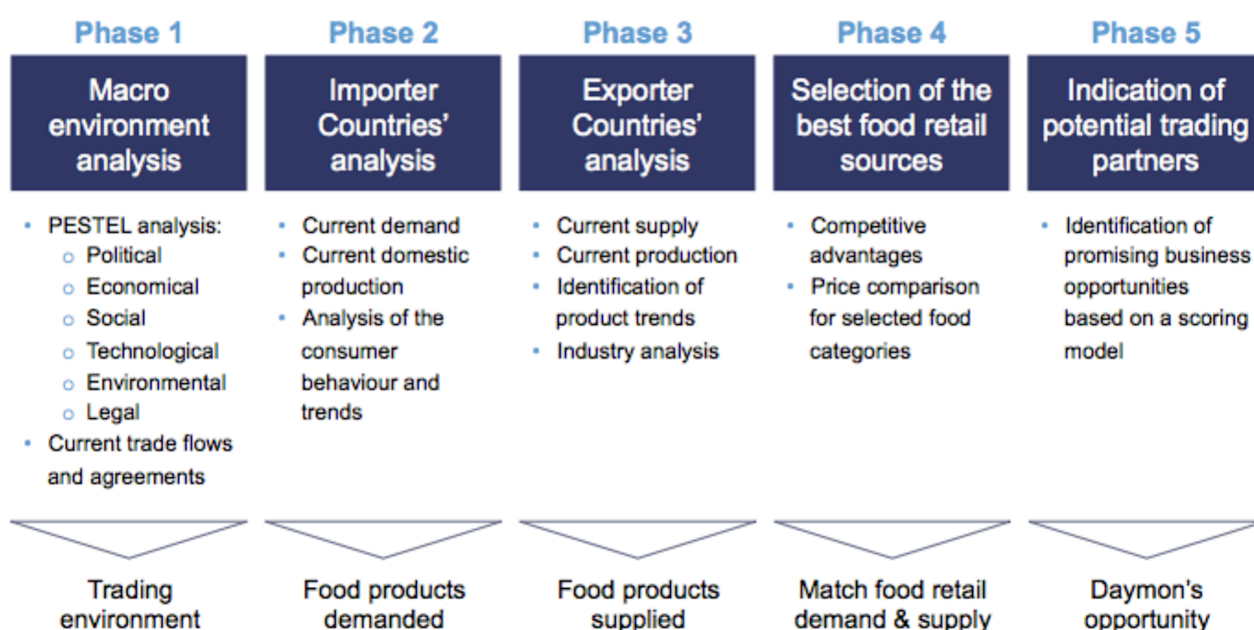 Phase 1
Macro
environment
analysis
• PESTEL analysis:
o Political
o Economical
o Social
o Technological
o Environmental
o Legal
• Current trade flows
and agreements
Trading
environment
Phase 2
Importer
Countries’
analysis
• Current demand
• Current domestic
production
• Analysis of the
consumer
behaviour and
trends
Food products
demanded
Phase 3
Exporter
Countries’
analysis
• Current supply
• Current production
• Identification of
product trends
• Industry analysis
Food products
supplied
Phase 4
Selection of the
best food retail
sources
• Competitive
advantages
• Price comparison
for selected food
categories
Match food retail
demand & supply
Phase 5
Indication of
potential trading
partners
• Identification of
promising business
opportunities
based on a scoring
model
Daymon’s
opportunity